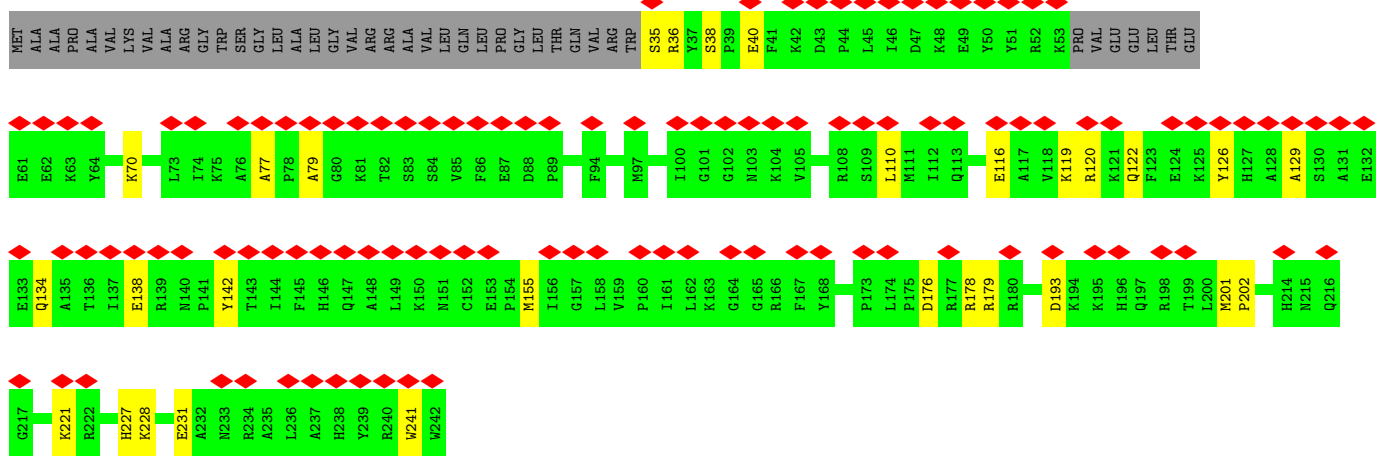 MET ALA ALA PRO ALA VAL LYS VAL ALA ARG GLY TRP SER GLY LEU ALA LEU GLY VAL ARG ARG ALA VAL LEU GLN LEU PRO GLY LEU THR GLN VAL ARG TRP S35 R36 Y37 S38 P39 E40 F41 K42 D43 P44 L45 I46 D47 K48 E49 Y50 Y51 R52 K53 PRO VAL GLU GLU LEU THR GLU
E61 E62 K63 Y64 K70 L73 I74 K75 A76 A77 P78 A79 G80 K81 T82 S83 S84 V85 F86 E87 D88 P89 F94 M97 I100 G101 G102 N103 K104 V105 R108 S109 L110 M111 I112 Q113 E116 A117 V118 K119 R120 K121 Q122 F123 E124 K125 Y126 H127 A128 A129 S130 A131 E132
E133 Q134 A135 T136 I137 E138 R139 N140 P141 Y142 T143 I144 F145 H146 Q147 A148 L149 K150 N151 C152 E153 P154 M155 I156 G157 L158 V159 P160 I161 L162 K163 G164 G165 R166 F167 Y168 P173 L174 P175 D176 R177 R178 R179 R180 D193 K194 K195 H196 Q197 R198 T199 L200 M201 P202 H214 N215 Q216
G217 K221 R222 H227 K228 E231 A232 N233 R234 A235 L236 A237 H238 Y239 R240 W241 W242